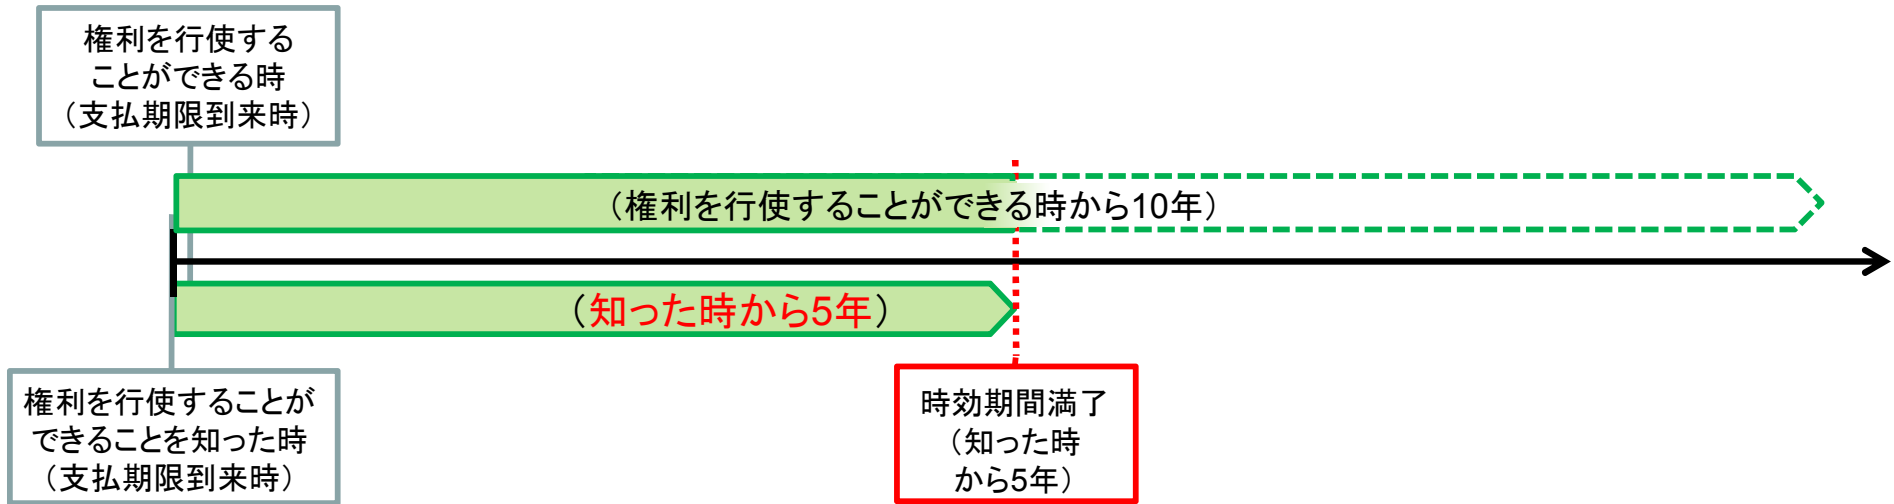 権利を行使する
ことができる時
（支払期限到来時）
（権利を行使することができる時から10年）
（知った時から5年）
権利を行使することが
できることを知った時
（支払期限到来時）
時効期間満了
（知った時
から5年）